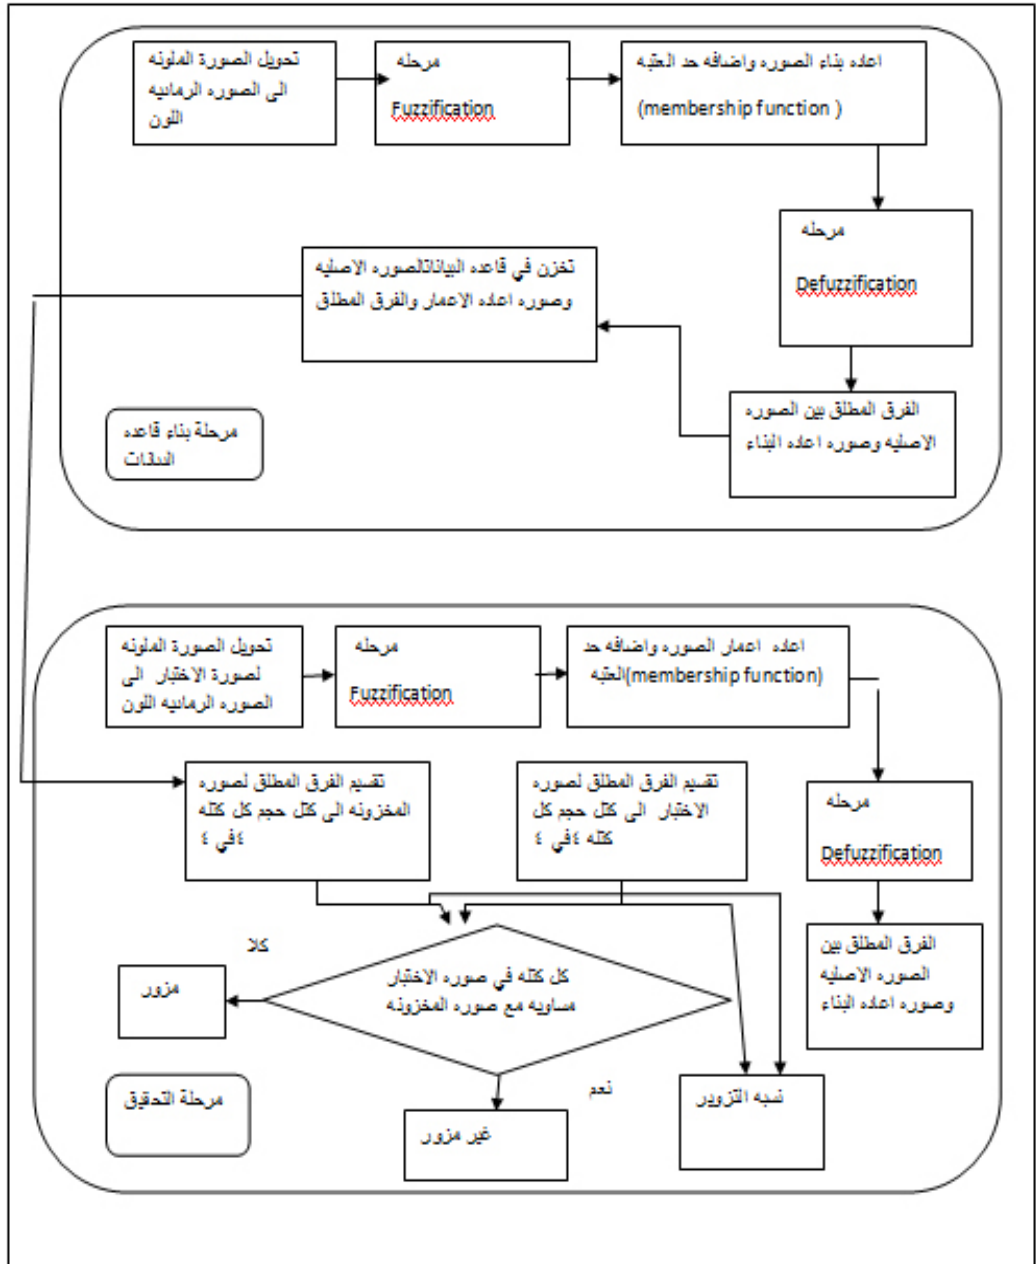 تحويل الصورة الملونه
الى الصوره الرماديه
اللون
مرحله
Fuzzification
اعاده بناء الصوره واضافه حد العتبه
(membership function )
مرحله
Defuzzification
الفرق المطلق بين الصوره
الاصليه وصوره اعاده البناء
تخزن في قاعده البياناتالصوره الاصليه
وصوره اعاده الاعمار والفرق المطلق
مرحلة بناء قاعده
البيانات
تحويل الصورة الملونه
لصورة الاختبار الى
الصوره الرماديه اللون
مرحله
Fuzzification
اعاده اعمار الصوره واضافه حد
العتبه(membership function)
مرحله
Defuzzification
الفرق المطلق بين
الصوره الاصليه
وصوره اعاده البناء
تقسيم الفرق المطلق لصوره
الاختبار الى كتل حجم كل
كتله ٤في ٤
تقسيم الفرق المطلق لصوره
المخزونه الى كتل حجم كل كتله
٤في ٤
كل كتله في صوره الاختبار
مساويه مع صوره المخزونه
كلا
مزور
نعم
غير مزور
نسبه التزوير
مرحلة التحقيق